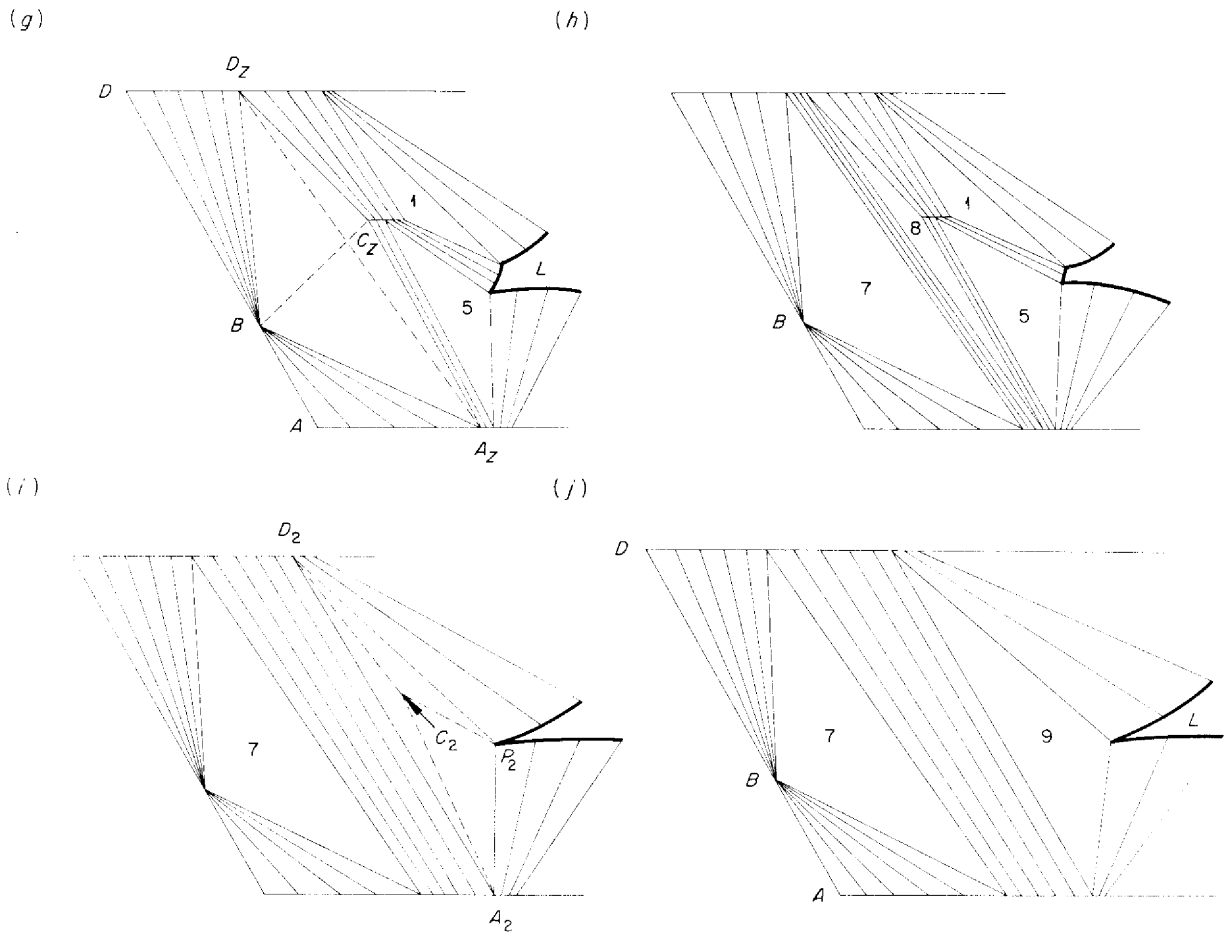 (g) (h)
D_Z
D
1 1
C_Z 8
L L
5 7 5
B B
A
A_Z
(i) (j)
D_2
D
L
7 C_2 7 9
P_2
B
A
A_2